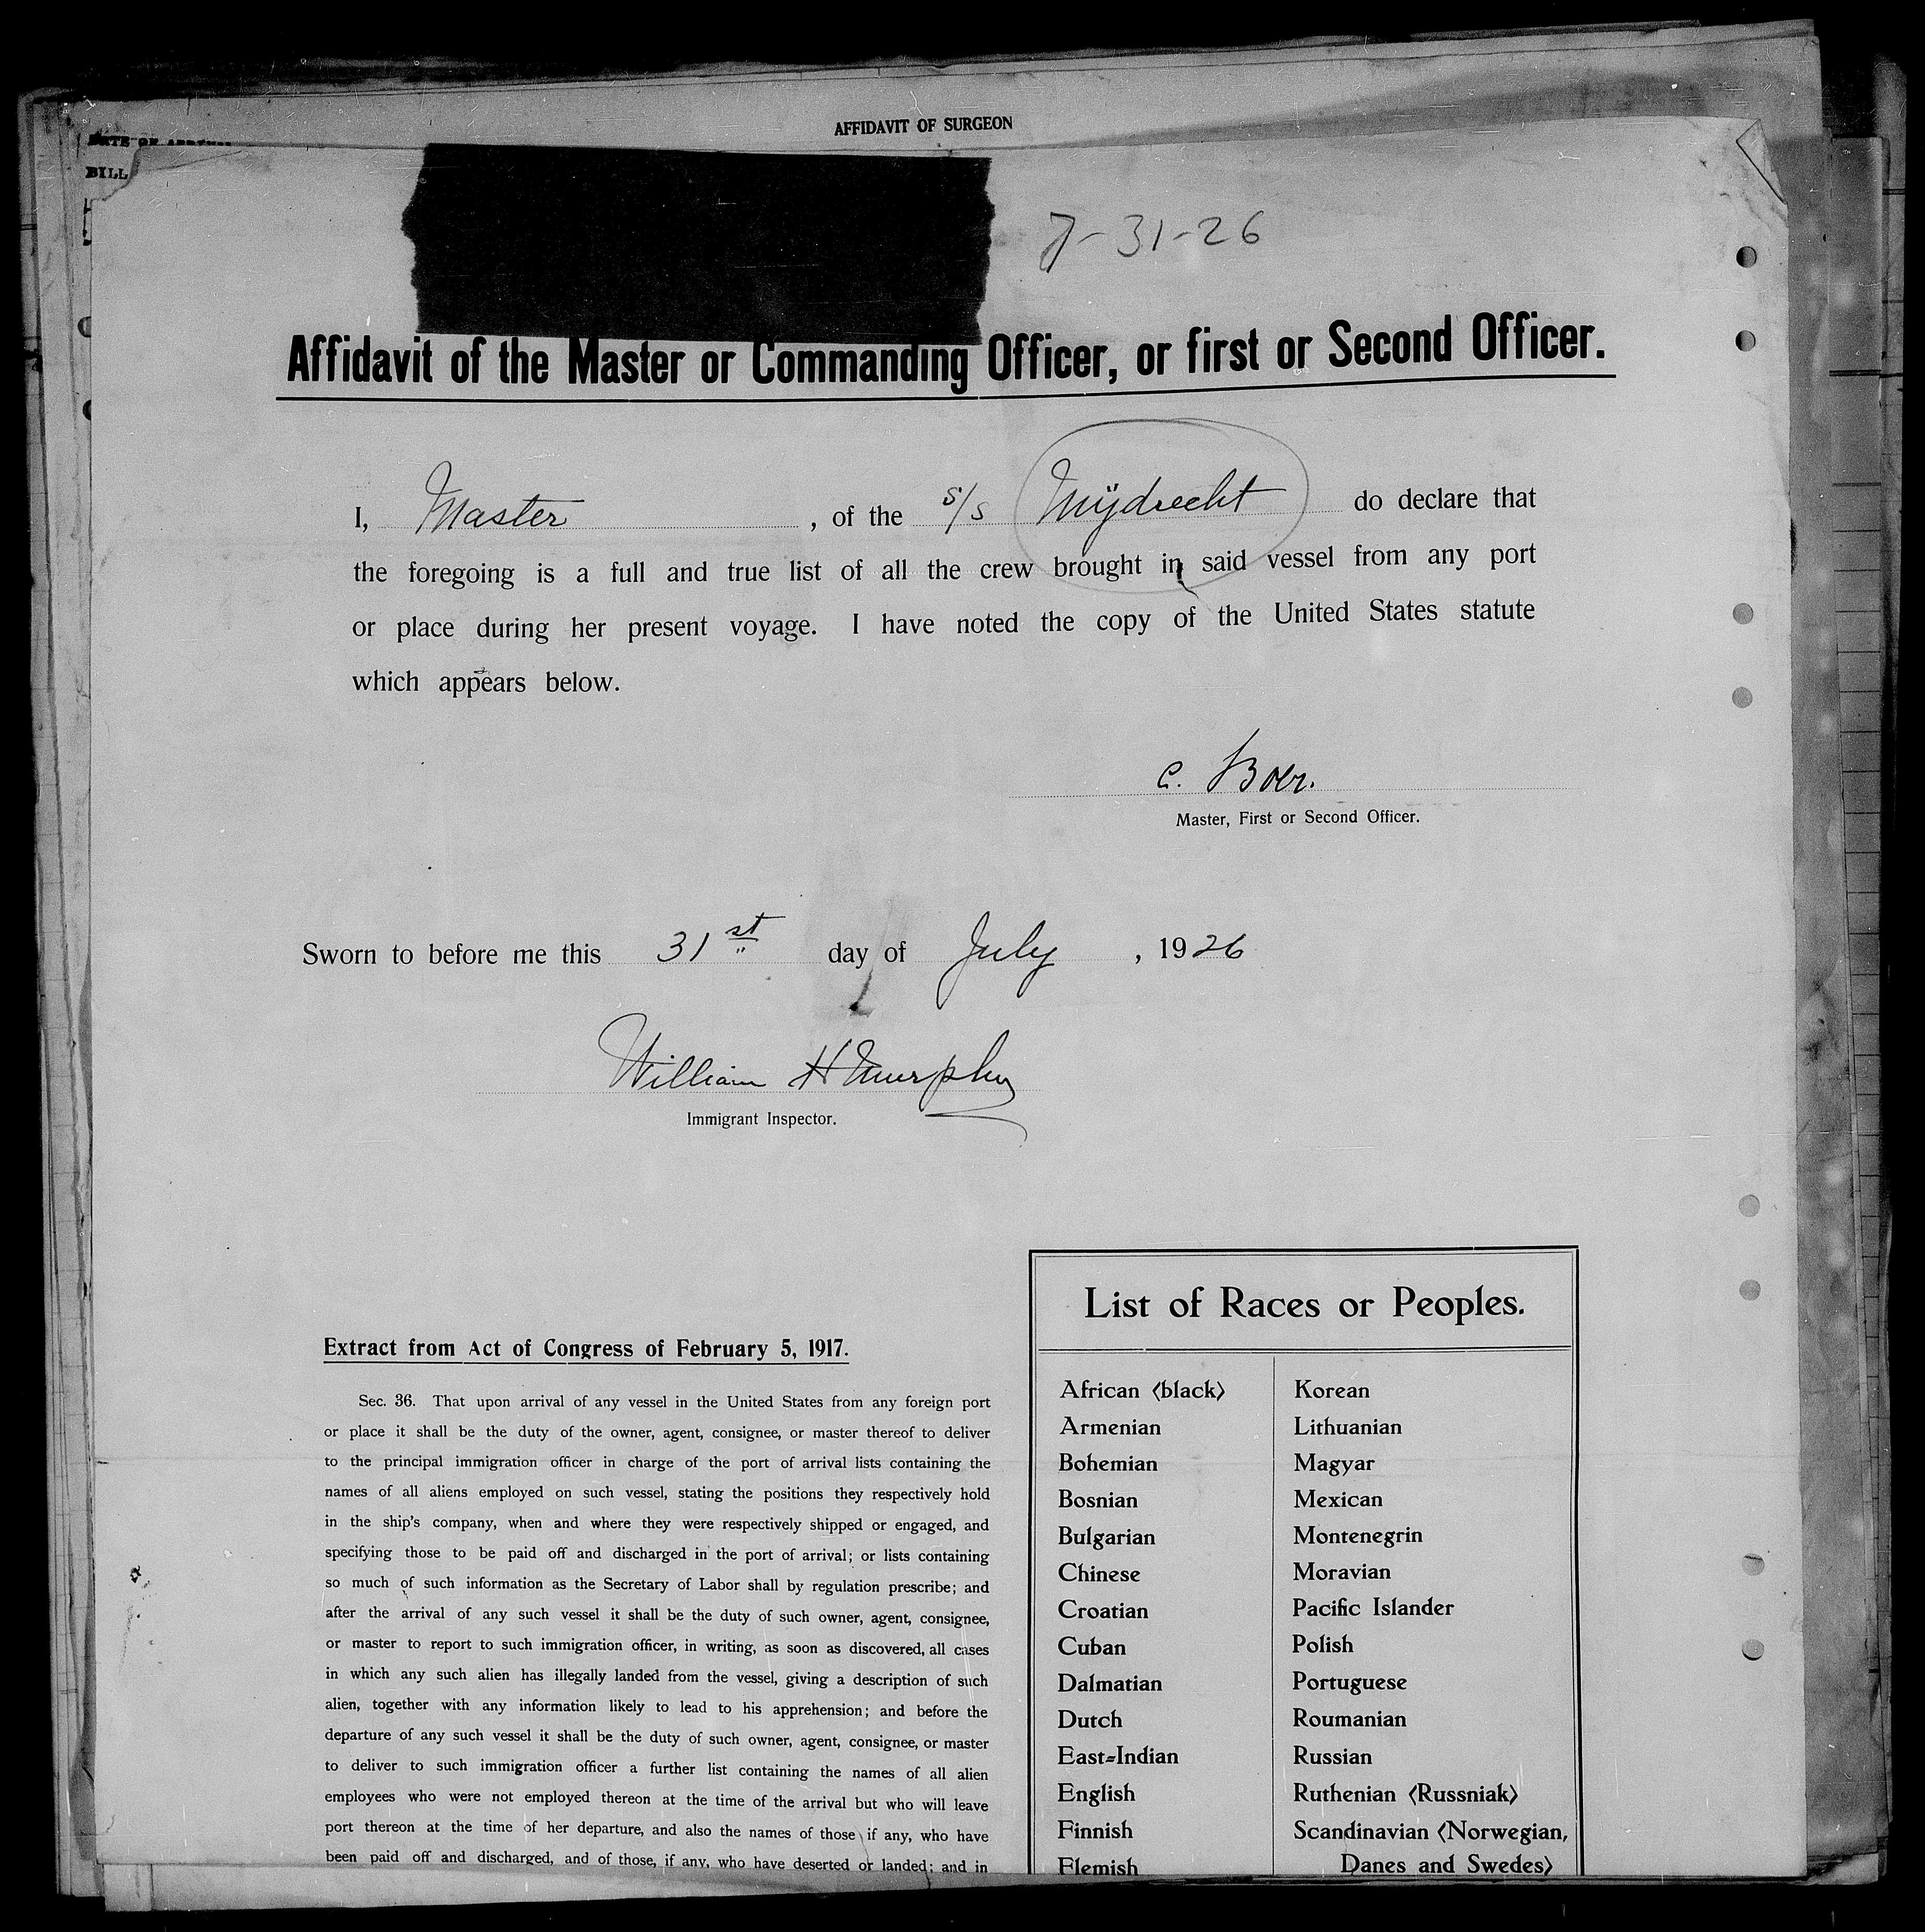 AFFIDAVIT OF SURGEON
BILL
7-31-26
Affidavit of the Master or Commanding Officer, or first or Second Officer.
I, Master , of the S/S Mijdrecht do declare that
the foregoing is a full and true list of all the crew brought in said vessel from any port
or place during her present voyage. I have noted the copy of the United States statute
which appears below.
C. Boer.
Master, First or Second Officer.
Sworn to before me this 31st day of July , 1926
William H Murphy
Immigrant Inspector.
Extract from Act of Congress of February 5, 1917.
Sec. 36. That upon arrival of any vessel in the United States from any foreign port
or place it shall be the duty of the owner, agent, consignee, or master thereof to deliver
to the principal immigration officer in charge of the port of arrival lists containing the
names of all aliens employed on such vessel, stating the positions they respectively hold
in the ship's company, when and where they were respectively shipped or engaged, and
specifying those to be paid off and discharged in the port of arrival; or lists containing
so much of such information as the Secretary of Labor shall by regulation prescribe; and
after the arrival of any such vessel it shall be the duty of such owner, agent, consignee,
or master to report to such immigration officer, in writing, as soon as discovered, all cases
in which any such alien has illegally landed from the vessel, giving a description of such
alien, together with any information likely to lead to his apprehension; and before the
departure of any such vessel it shall be the duty of such owner, agent, consignee, or master
to deliver to such immigration officer a further list containing the names of all alien
employees who were not employed thereon at the time of the arrival but who will leave
port thereon at the time of her departure, and also the names of those if any, who have
been paid off and discharged, and of those, if any, who have deserted or landed; and in
List of Races or Peoples.
African (black)
Armenian
Bohemian
Bosnian
Bulgarian
Chinese
Croatian
Cuban
Dalmatian
Dutch
East=Indian
English
Finnish
Flemish
Korean
Lithuanian
Magyar
Mexican
Montenegrin
Moravian
Pacific Islander
Polish
Portuguese
Roumanian
Russian
Ruthenian (Russniak)
Scandinavian (Norwegian,
Danes and Swedes)